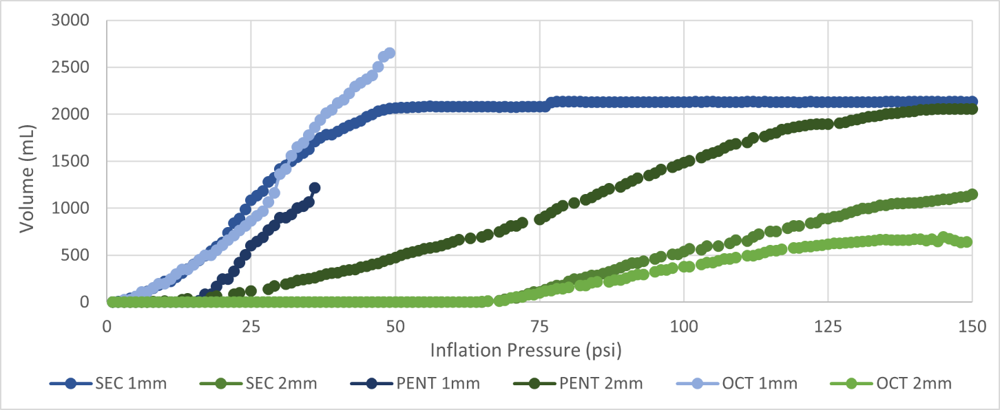 3000
2500
2000
1500
1000
500
0
Volume (mL)
0 25 50 75 100 125 150
Inflation Pressure (psi)
SEC 1mm SEC 2mm PENT 1mm PENT 2mm OCT 1mm OCT 2mm